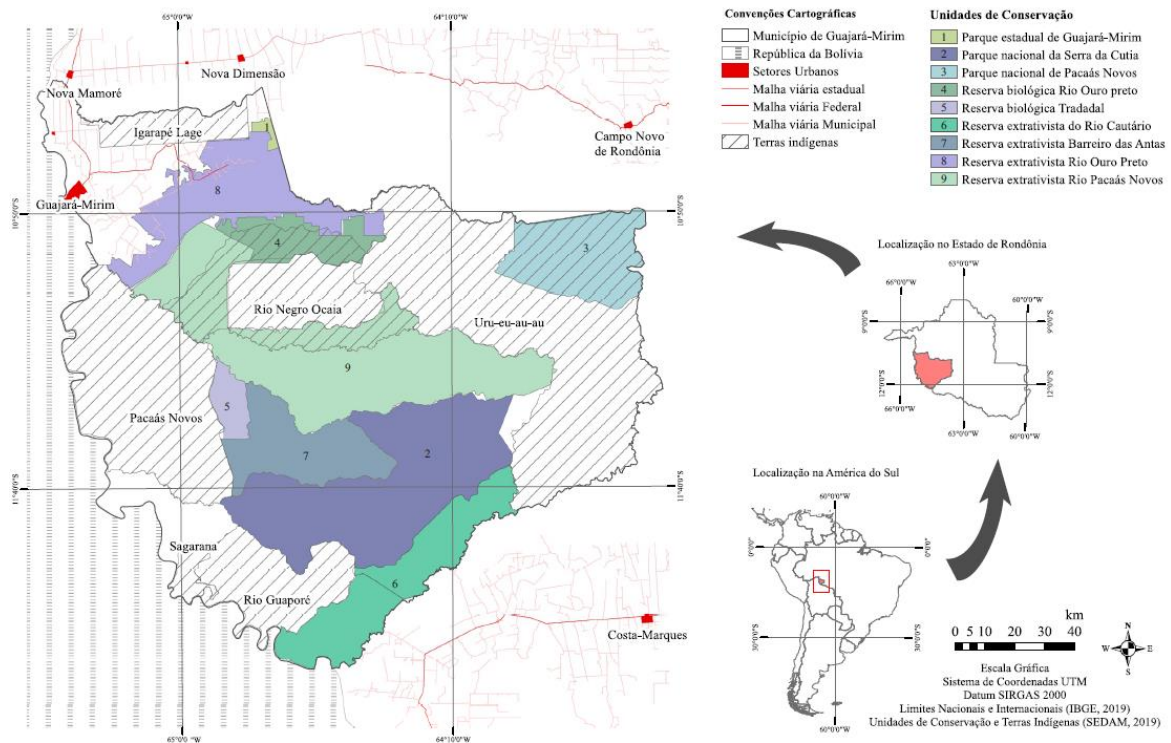 65°0'0"W
64°10'0"W
Nova Dimensão
Nova Mamoré
Igarapé Lage
1
Campo Novo
de Rondônia
Guajará-Mirim
8
10°50'0"S
10°50'0"S
4
3
Rio Negro Ocaia
Uru-eu-au-au
9
5
Pacaás Novos
7
2
11°40'0"S
11°40'0"S
Sagarana
6
Rio Guaporé
Costa-Marques
65°0'0"W
64°10'0"W
Convenções Cartográficas
Município de Guajará-Mirim
República da Bolívia
Setores Urbanos
Malha viária estadual
Malha viária Federal
Malha viária Municipal
Terras indígenas
Unidades de Conservação
1 Parque estadual de Guajará-Mirim
2 Parque nacional da Serra da Cutia
3 Parque nacional de Pacaás Novos
4 Reserva biológica Rio Ouro preto
5 Reserva biológica Tradadal
6 Reserva extrativista do Rio Cautário
7 Reserva extrativista Barreiro das Antas
8 Reserva extrativista Rio Ouro Preto
9 Reserva extrativista Rio Pacaás Novos
Localização no Estado de Rondônia
63°0'0"W
66°0'0"W
60°0'0"W
9°0'0"S
9°0'0"S
12°0'0"S
12°0'0"S
66°0'0"W
63°0'0"W
60°0'0"W
Localização na América do Sul
60°0'0"W
0°0'0"S
0°0'0"S
30°0'0"S
30°0'0"S
60°0'0"W
km
0 5 10 20 30 40
N
W E
S
Escala Gráfica
Sistema de Coordenadas UTM
Datum SIRGAS 2000
Limites Nacionais e Internacionais (IBGE, 2019)
Unidades de Conservação e Terras Indígenas (SEDAM, 2019)